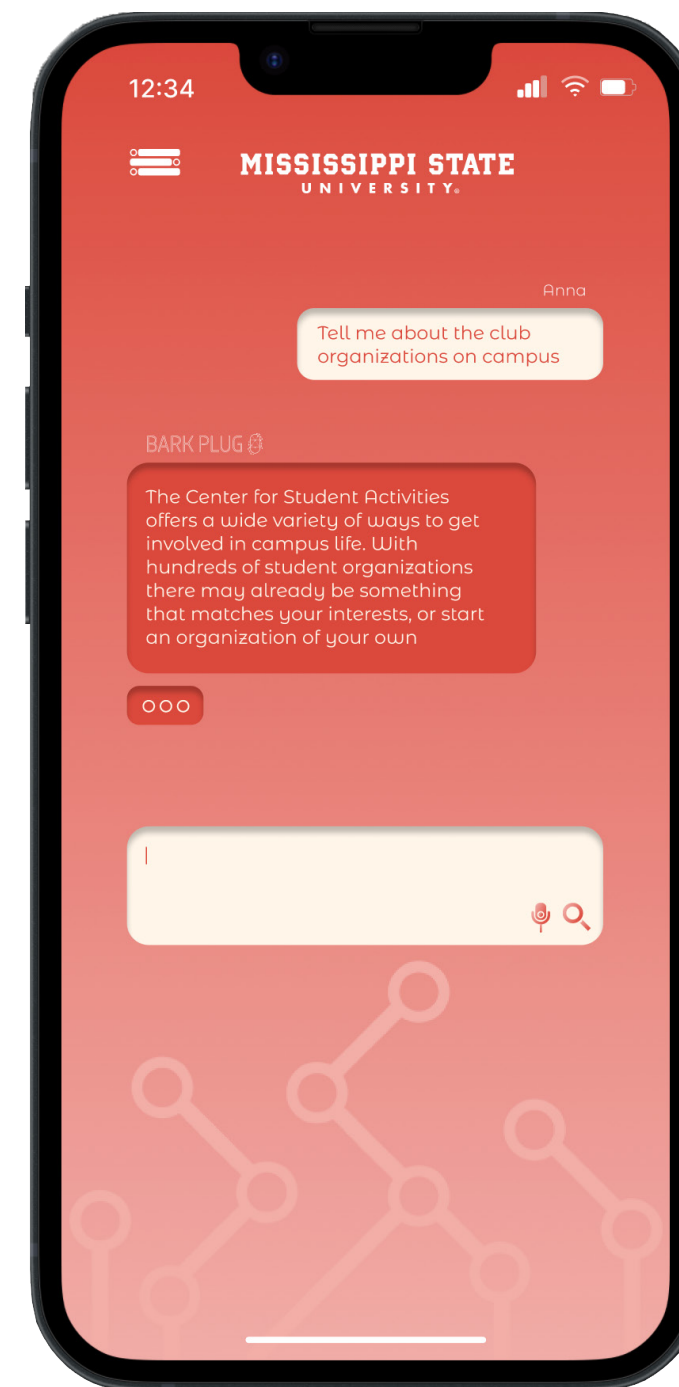 12:34
MISSISSIPPI STATE
UNIVERSITY®
Anna
Tell me about the club
organizations on campus
BARK PLUG
The Center for Student Activities
offers a wide variety of ways to get
involved in campus life. With
hundreds of student organizations
there may already be something
that matches your interests, or start
an organization of your own